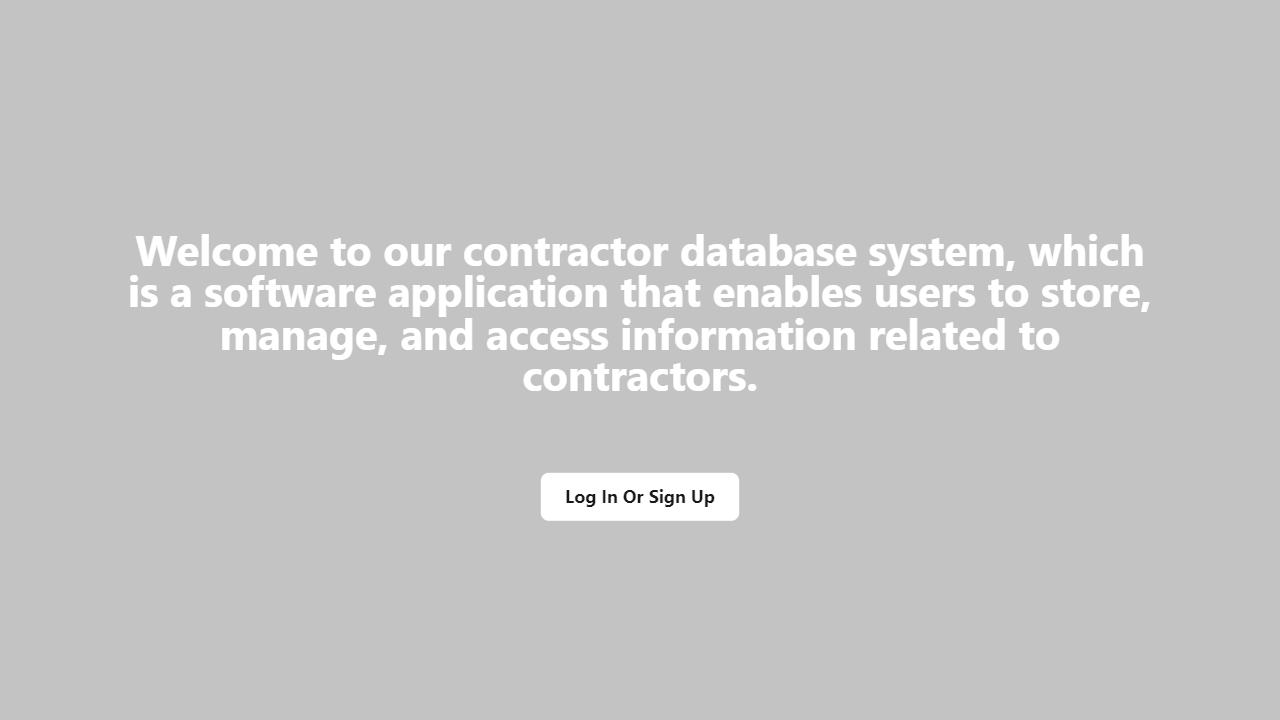 Welcome to our contractor database system, which
is a software application that enables users to store,
manage, and access information related to
contractors.
Log In Or Sign Up